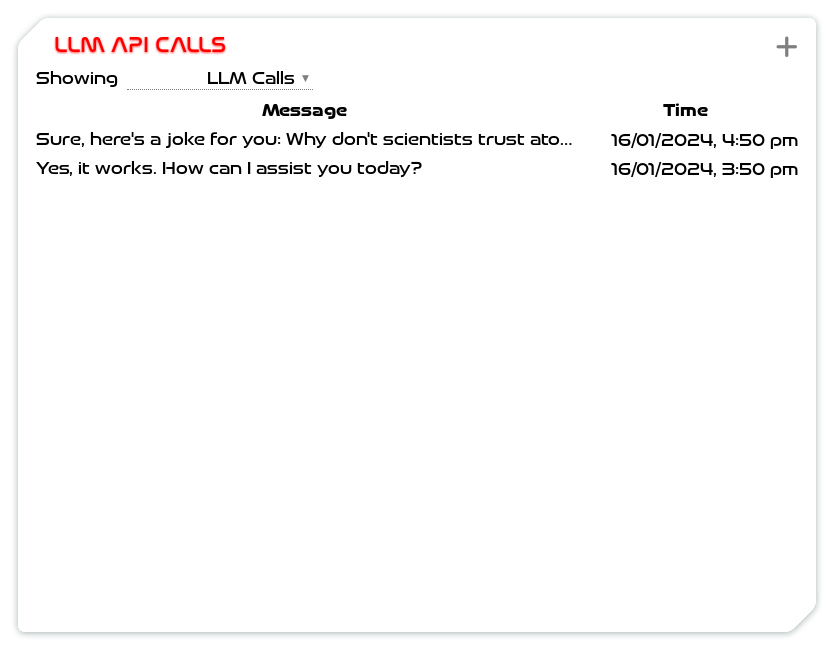 LLM API CALLS
Showing LLM Calls ▾
Message Time
Sure, here's a joke for you: Why don't scientists trust ato... 16/01/2024, 4:50 pm
Yes, it works. How can I assist you today? 16/01/2024, 3:50 pm